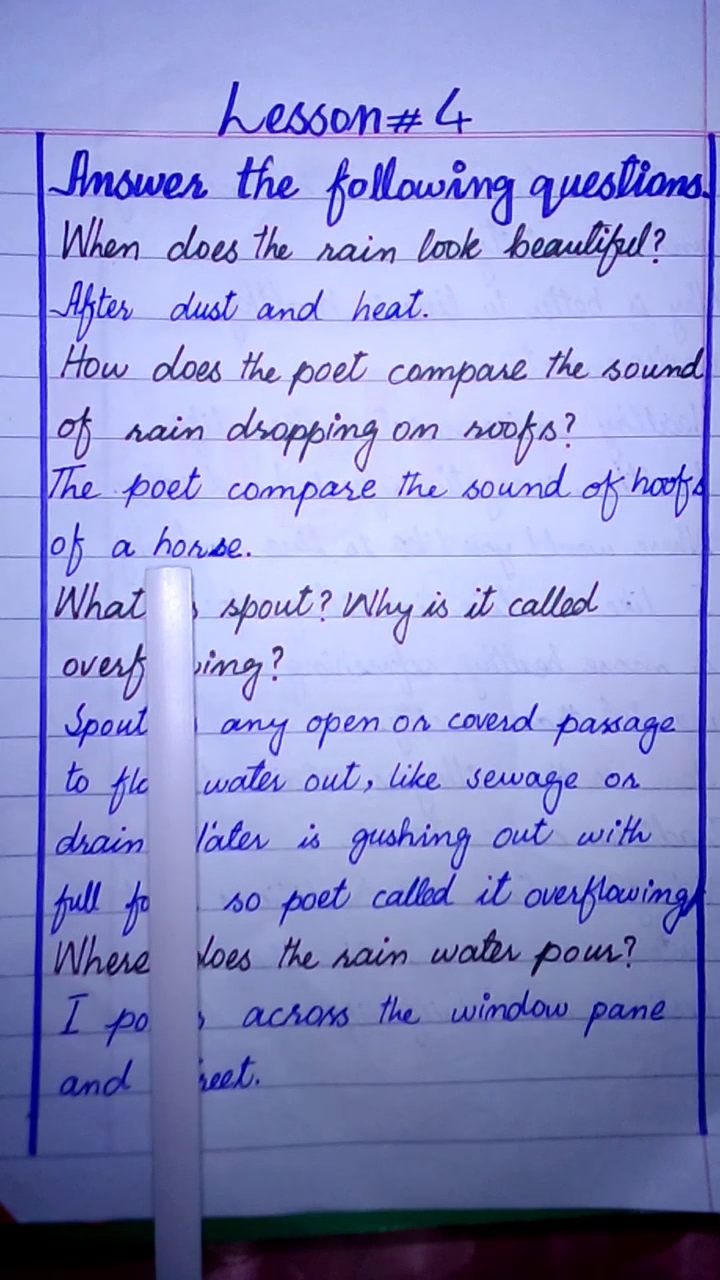 Lesson # 4
Answer the following questions.
When does the rain look beautiful?
After dust and heat.
How does the poet compare the sound
of rain dropping on roofs?
The poet compare the sound of hoofs
of a horse.
What spout? Why is it called
Spout any open or coverd passage
to water out, like sewage or
drain is gushing out with
full so poet called it overflowing
Where does the rain water pour?
I across the window pane
and